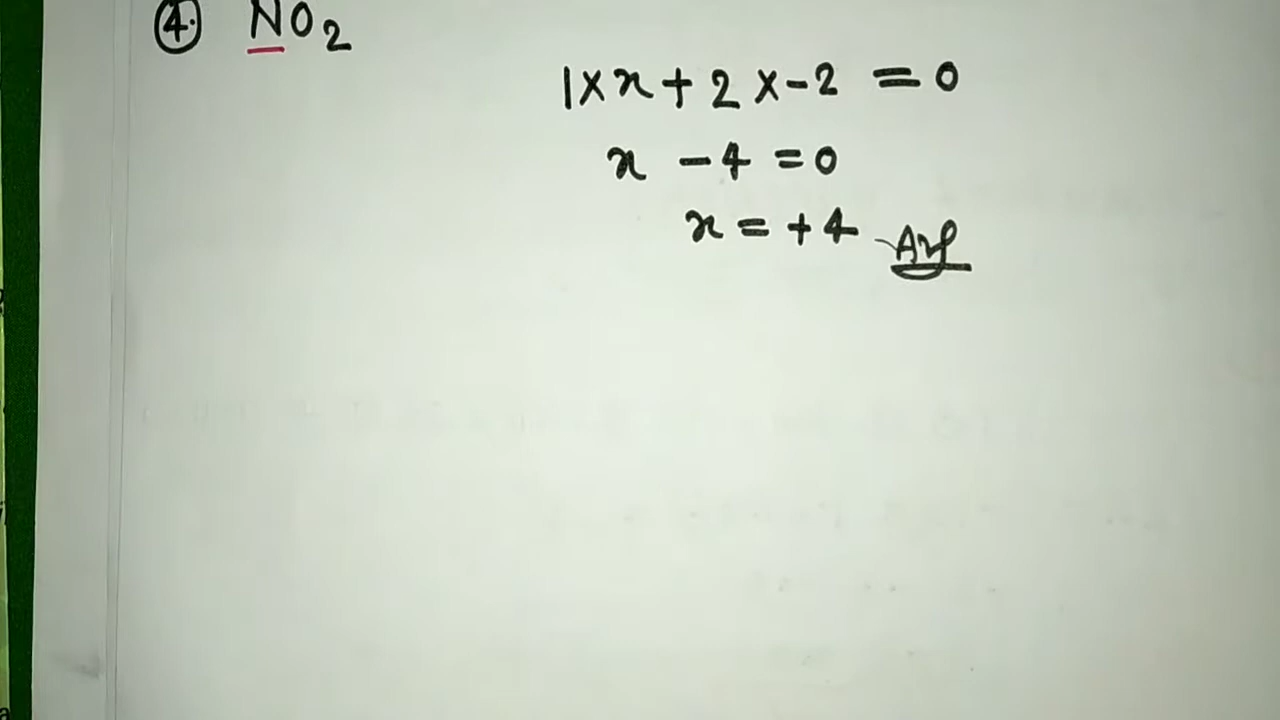 ④. NO₂
1×x+2×-2 = 0
x -4 = 0
x = +4 Ans